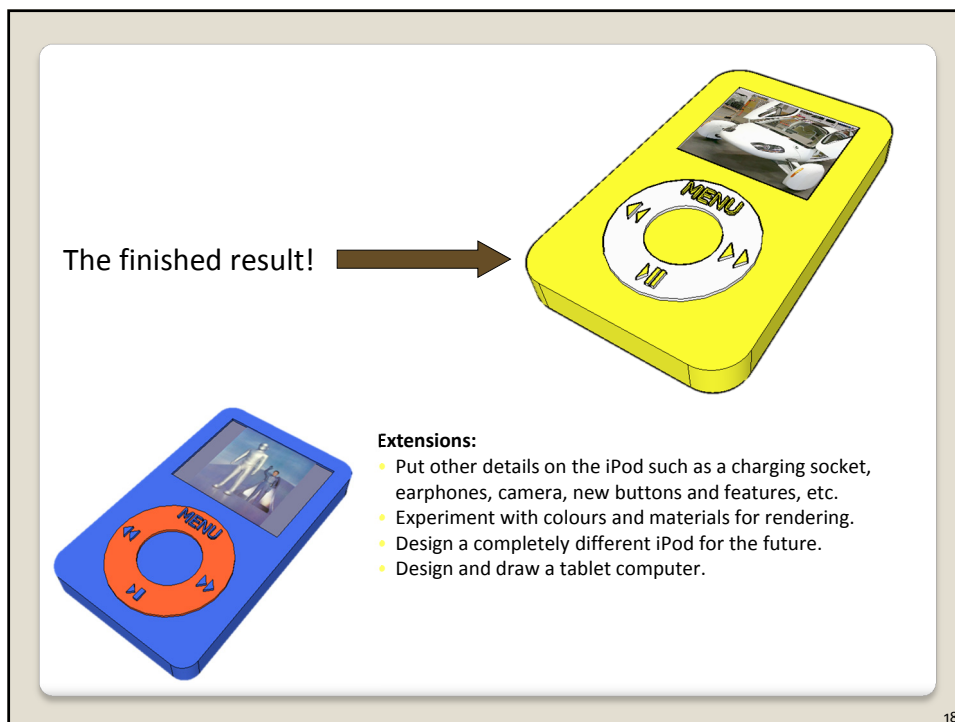 MENU
The finished result!
MENU
Extensions:
• Put other details on the iPod such as a charging socket,
earphones, camera, new buttons and features, etc.
• Experiment with colours and materials for rendering.
• Design a completely different iPod for the future.
• Design and draw a tablet computer.
18